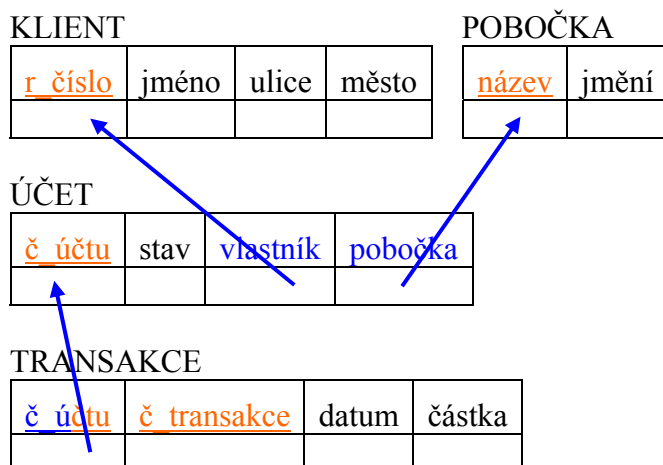 KLIENT POBOČKA
r_číslo jméno ulice město název jmění
ÚČET
č_účtu stav vlastník pobočka
TRANSAKCE
č_účtu č_transakce datum částka